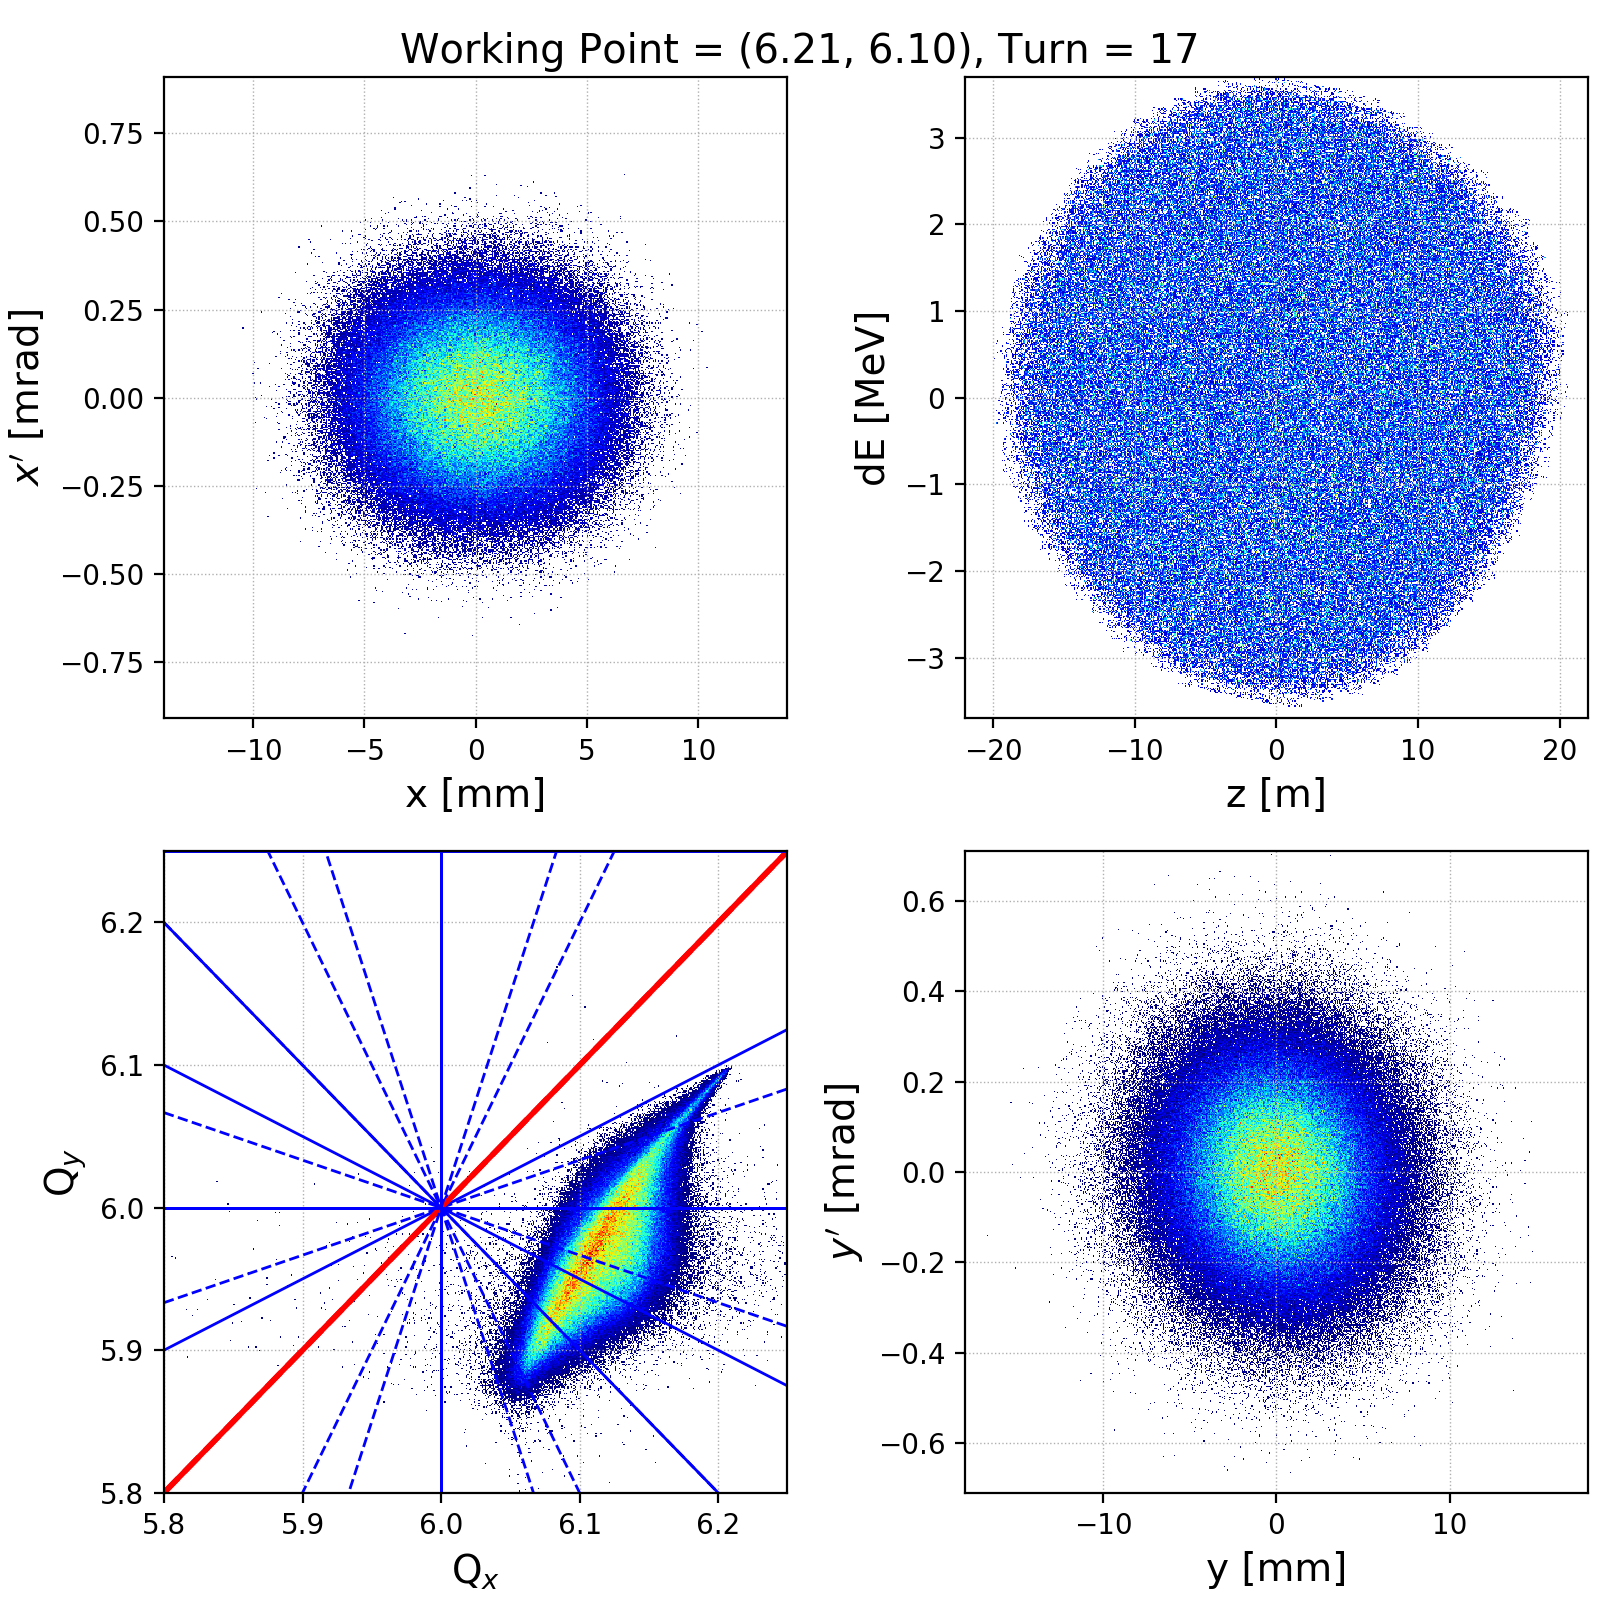 Working Point = (6.21, 6.10), Turn = 17
0.75
0.50
0.25
0.00
−0.25
−0.50
−0.75
x′ [mrad]
−10 −5 0 5 10
x [mm]
3
2
1
0
−1
−2
−3
dE [MeV]
−20 −10 0 10 20
z [m]
6.2
6.1
6.0
5.9
5.8
Qy
5.8 5.9 6.0 6.1 6.2
Qx
0.6
0.4
0.2
0.0
−0.2
−0.4
−0.6
y′ [mrad]
−10 0 10
y [mm]